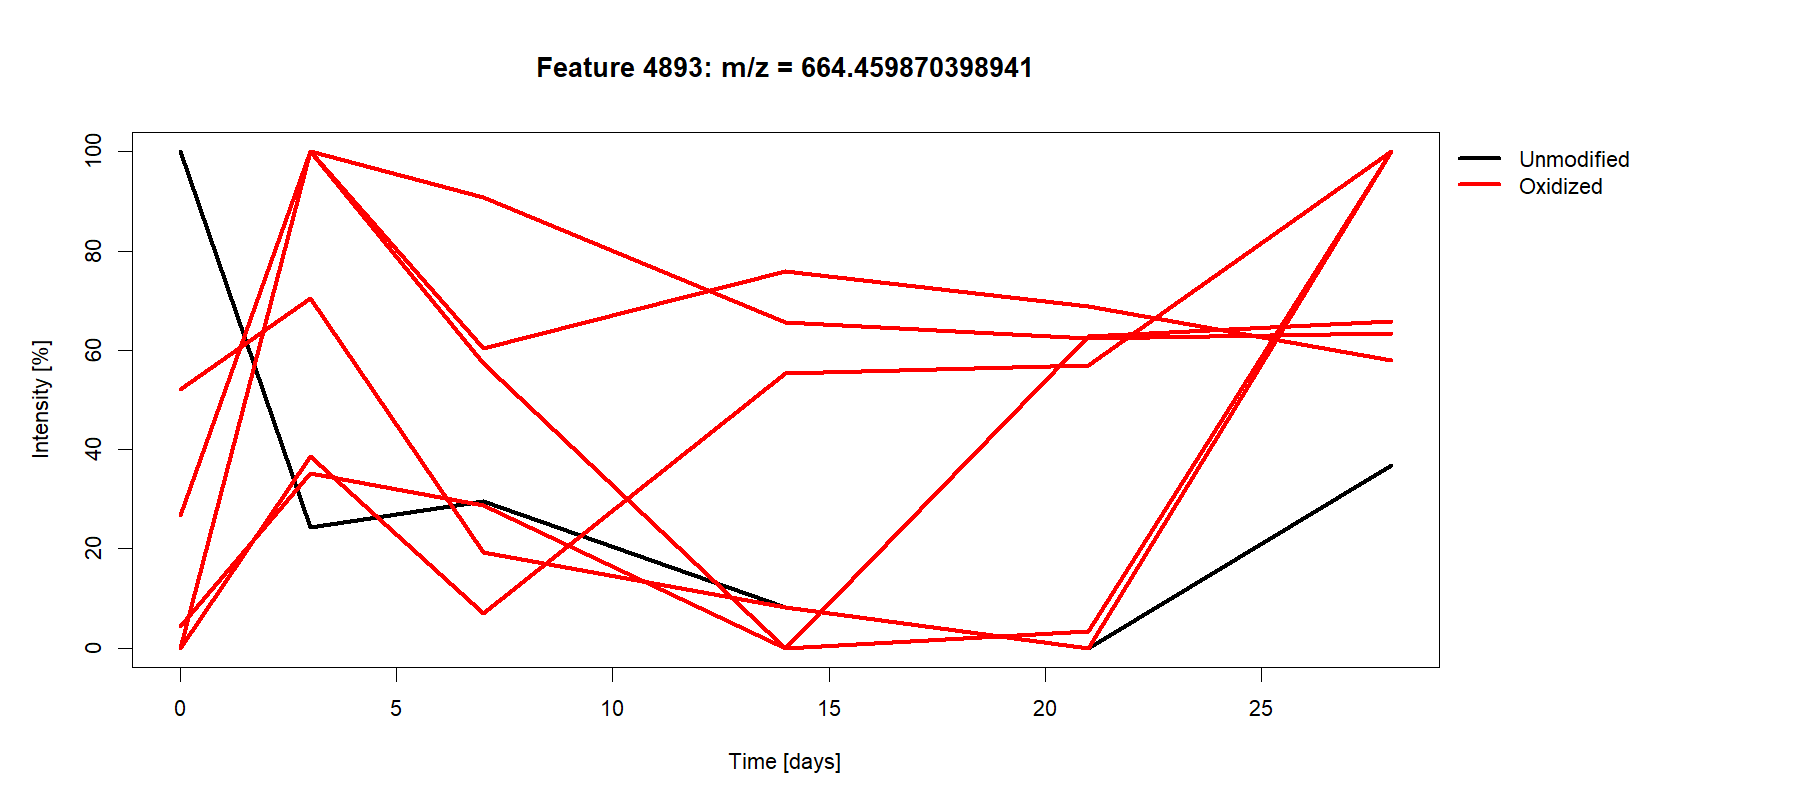 Feature 4893: m/z = 664.459870398941
Unmodified
Oxidized
Intensity [%]
100
80
60
40
20
0
0 5 10 15 20 25
Time [days]